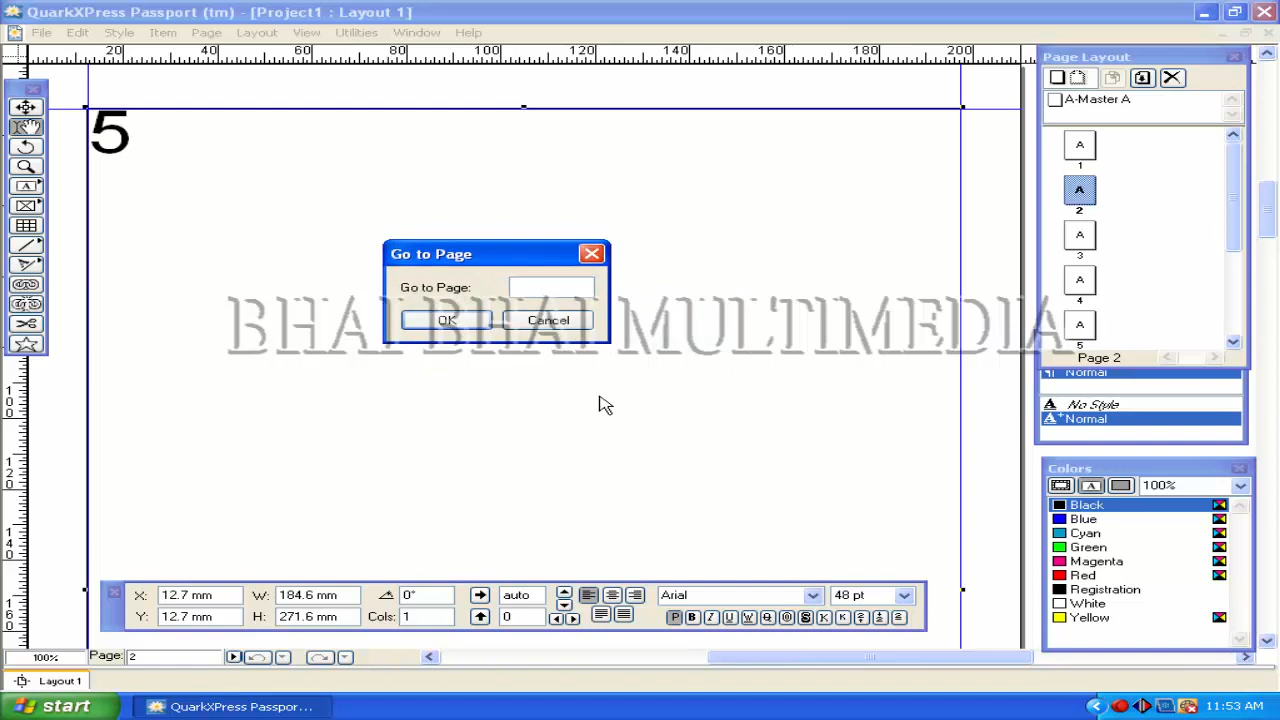 QuarkXPress Passport (tm) - [Project1 : Layout 1]
File Edit Style Item Page Layout View Utilities Window Help
20 40 60 80 100 120 140 160 180 200
Page Layout
A-Master A
5
A
1
A
2
A
3
A
4
A
5
Page 2
Go to Page
Go to Page:
OK Cancel
BHAI BHAI MULTIMEDIA
Normal
No Style
Normal
100
120
140
160
Colors
100%
Black
Blue
Cyan
Green
Magenta
Red
Registration
White
Yellow
X: 12.7 mm W: 184.6 mm 0° auto Arial 48 pt
Y: 12.7 mm H: 271.6 mm Cols: 1 0 P B I U W
100% Page: 2
Layout 1
start QuarkXPress Passpor... 11:53 AM